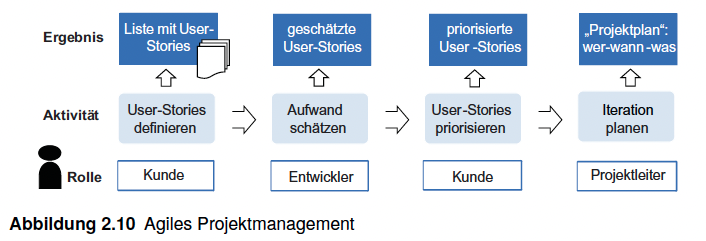 Ergebnis
Liste mit User-
Stories
geschätzte
User-Stories
priorisierte
User -Stories
„Projektplan“:
wer-wann -was
Aktivität
User-Stories
definieren
Aufwand
schätzen
User-Stories
priorisieren
Iteration
planen
Rolle
Kunde
Entwickler
Kunde
Projektleiter
Abbildung 2.10 Agiles Projektmanagement